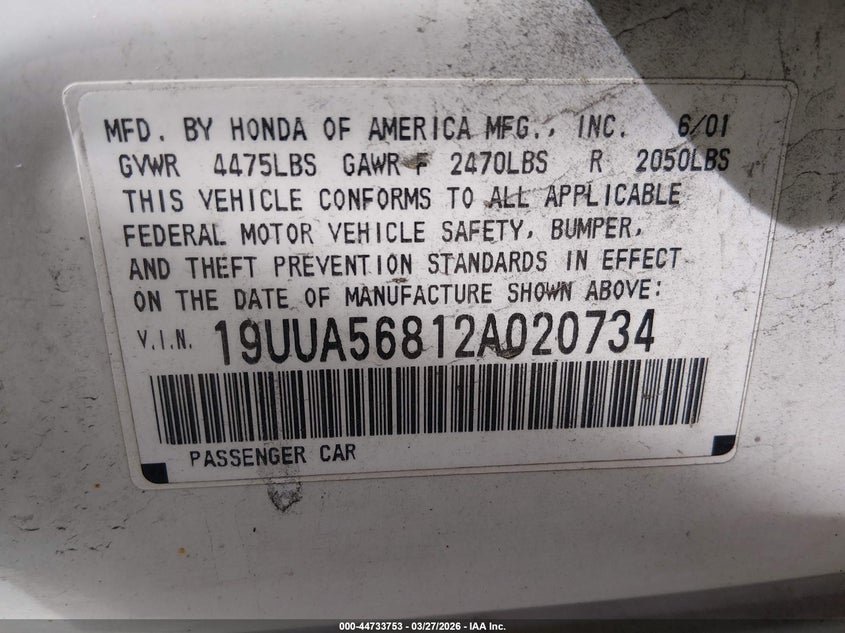 MFD. BY HONDA OF AMERICA MFG., INC. 6/01
GVWR 4475LBS GAWR F 2470LBS R 2050LBS
THIS VEHICLE CONFORMS TO ALL APPLICABLE
FEDERAL MOTOR VEHICLE SAFETY, BUMPER,
AND THEFT PREVENTION STANDARDS IN EFFECT
ON THE DATE OF MANUFACTURE SHOWN ABOVE:
V.I.N. 19UUA56812A020734
PASSENGER CAR
000-44733753 | 03/27/2026 | IAA Inc.